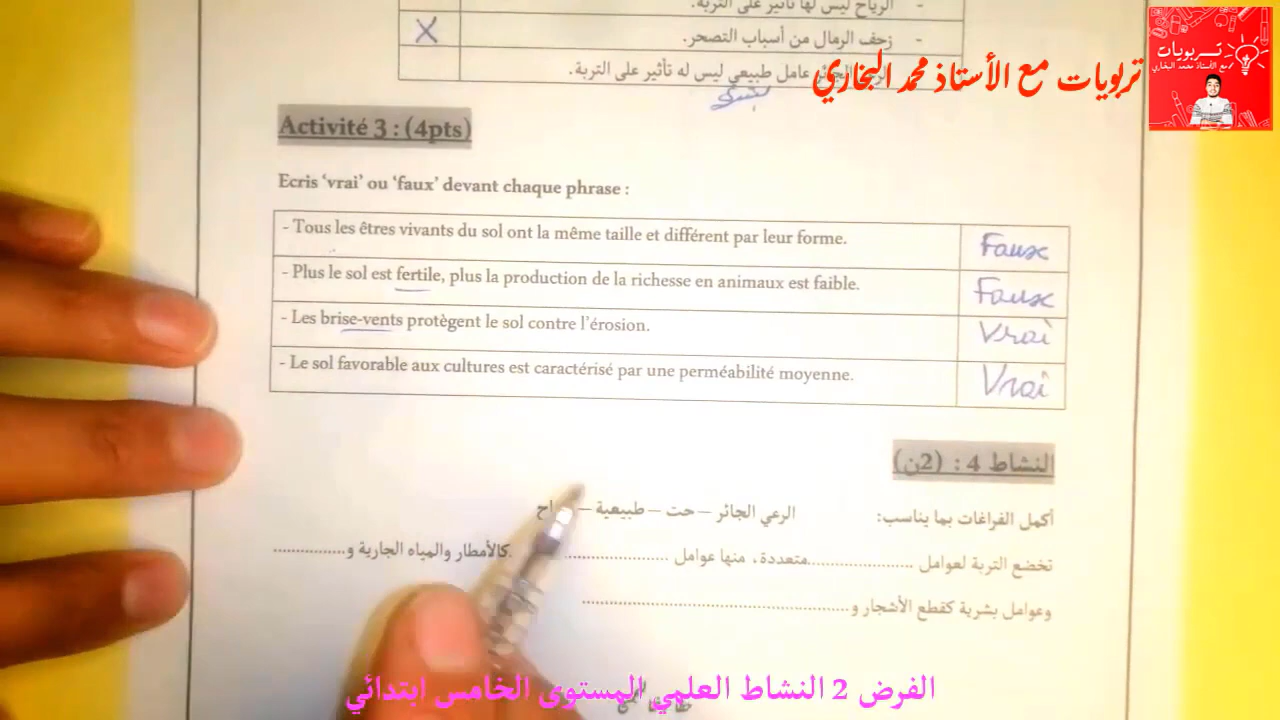 - الرياح ليس لها تأثير على التربة.
- زحف الرمال من أسباب التصحر. X
عامل طبيعي ليس له تأثير على التربة.
تربويات مع الأستاذ محمد البخاري
تربويات
مع الأستاذ محمد البخاري
Activité 3 : (4pts)
Ecris ‘vrai’ ou ‘faux’ devant chaque phrase :
- Tous les êtres vivants du sol ont la même taille et différent par leur forme. Faux
- Plus le sol est fertile, plus la production de la richesse en animaux est faible. Faux
- Les brise-vents protègent le sol contre l’érosion. Vrai
- Le sol favorable aux cultures est caractérisé par une perméabilité moyenne. Vrai
النشاط 4 : (2ن)
أكمل الفراغات بما يناسب: الرعي الجائر – حت – طبيعية –
تخضع التربة لعوامل ......................متعددة، منها عوامل ...................... كالأمطار والمياه الجارية و................
وعوامل بشرية كقطع الأشجار و............................................................
الفرض 2 النشاط العلمي المستوى الخامس ابتدائي